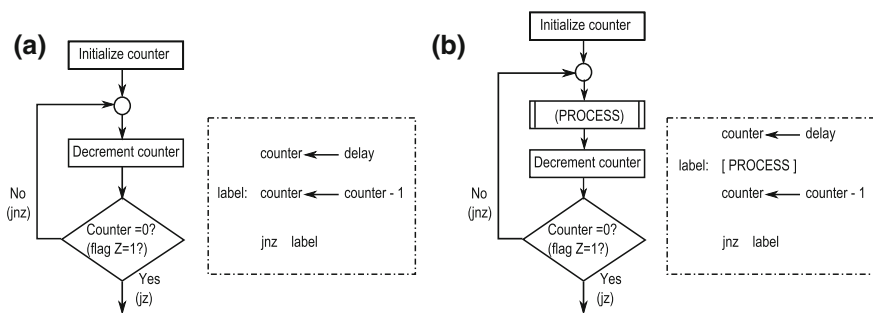 (a)
Initialize counter
Decrement counter
No
(jnz)
Counter =0?
(flag Z=1?)
Yes
(jz)
counter delay
label: counter counter - 1
jnz label
(b)
Initialize counter
(PROCESS)
Decrement counter
No
(jnz)
Counter =0?
(flag Z=1?)
Yes
(jz)
counter delay
label: [ PROCESS ]
counter counter - 1
jnz label